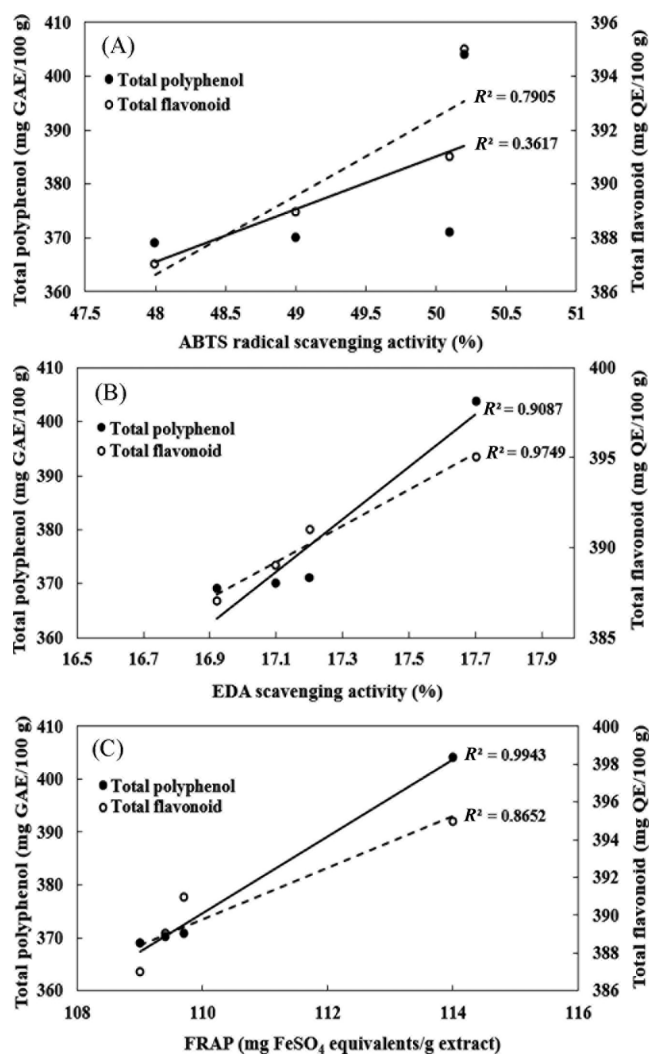 (A)
Total polyphenol
Total flavonoid
R² = 0.7905
R² = 0.3617
Total polyphenol (mg GAE/100 g)
410
400
390
380
370
360
Total flavonoid (mg QE/100 g)
396
394
392
390
388
386
47.5 48 48.5 49 49.5 50 50.5 51
ABTS radical scavenging activity (%)
(B)
Total polyphenol
Total flavonoid
R² = 0.9087
R² = 0.9749
Total polyphenol (mg GAE/100 g)
410
400
390
380
370
360
Total flavonoid (mg QE/100 g)
400
395
390
385
16.5 16.7 16.9 17.1 17.3 17.5 17.7 17.9
EDA scavenging activity (%)
(C)
Total polyphenol
Total flavonoid
R² = 0.9943
R² = 0.8652
Total polyphenol (mg GAE/100 g)
410
400
390
380
370
360
Total flavonoid (mg QE/100 g)
400
398
396
394
392
390
388
386
108 110 112 114 116
FRAP (mg FeSO₄ equivalents/g extract)